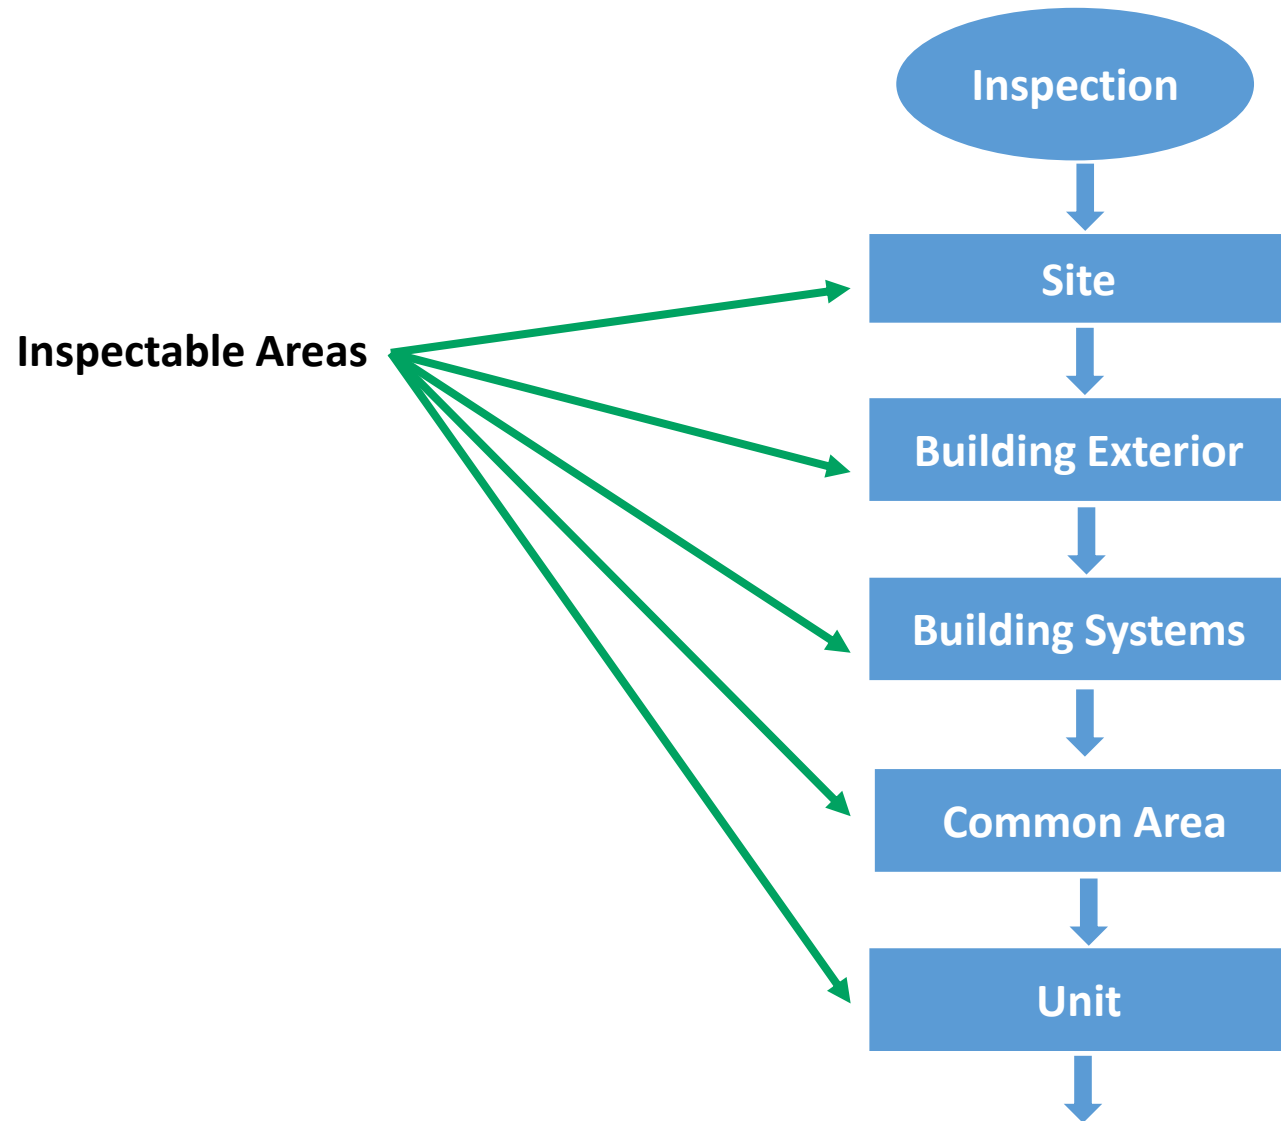 Inspection
Site
Inspectable Areas
Building Exterior
Building Systems
Common Area
Unit